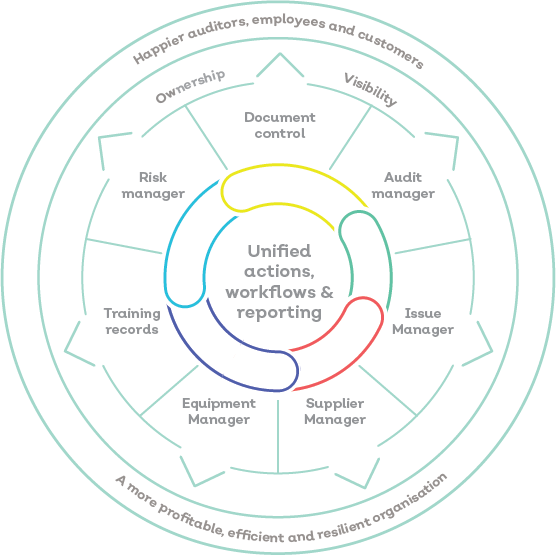 Happier auditors, employees and customers
Ownership
Visibility
Document
control
Risk
manager
Audit
manager
Unified
actions,
workflows &
reporting
Training
records
Issue
Manager
Equipment
Manager
Supplier
Manager
A more profitable, efficient and resilient organisation